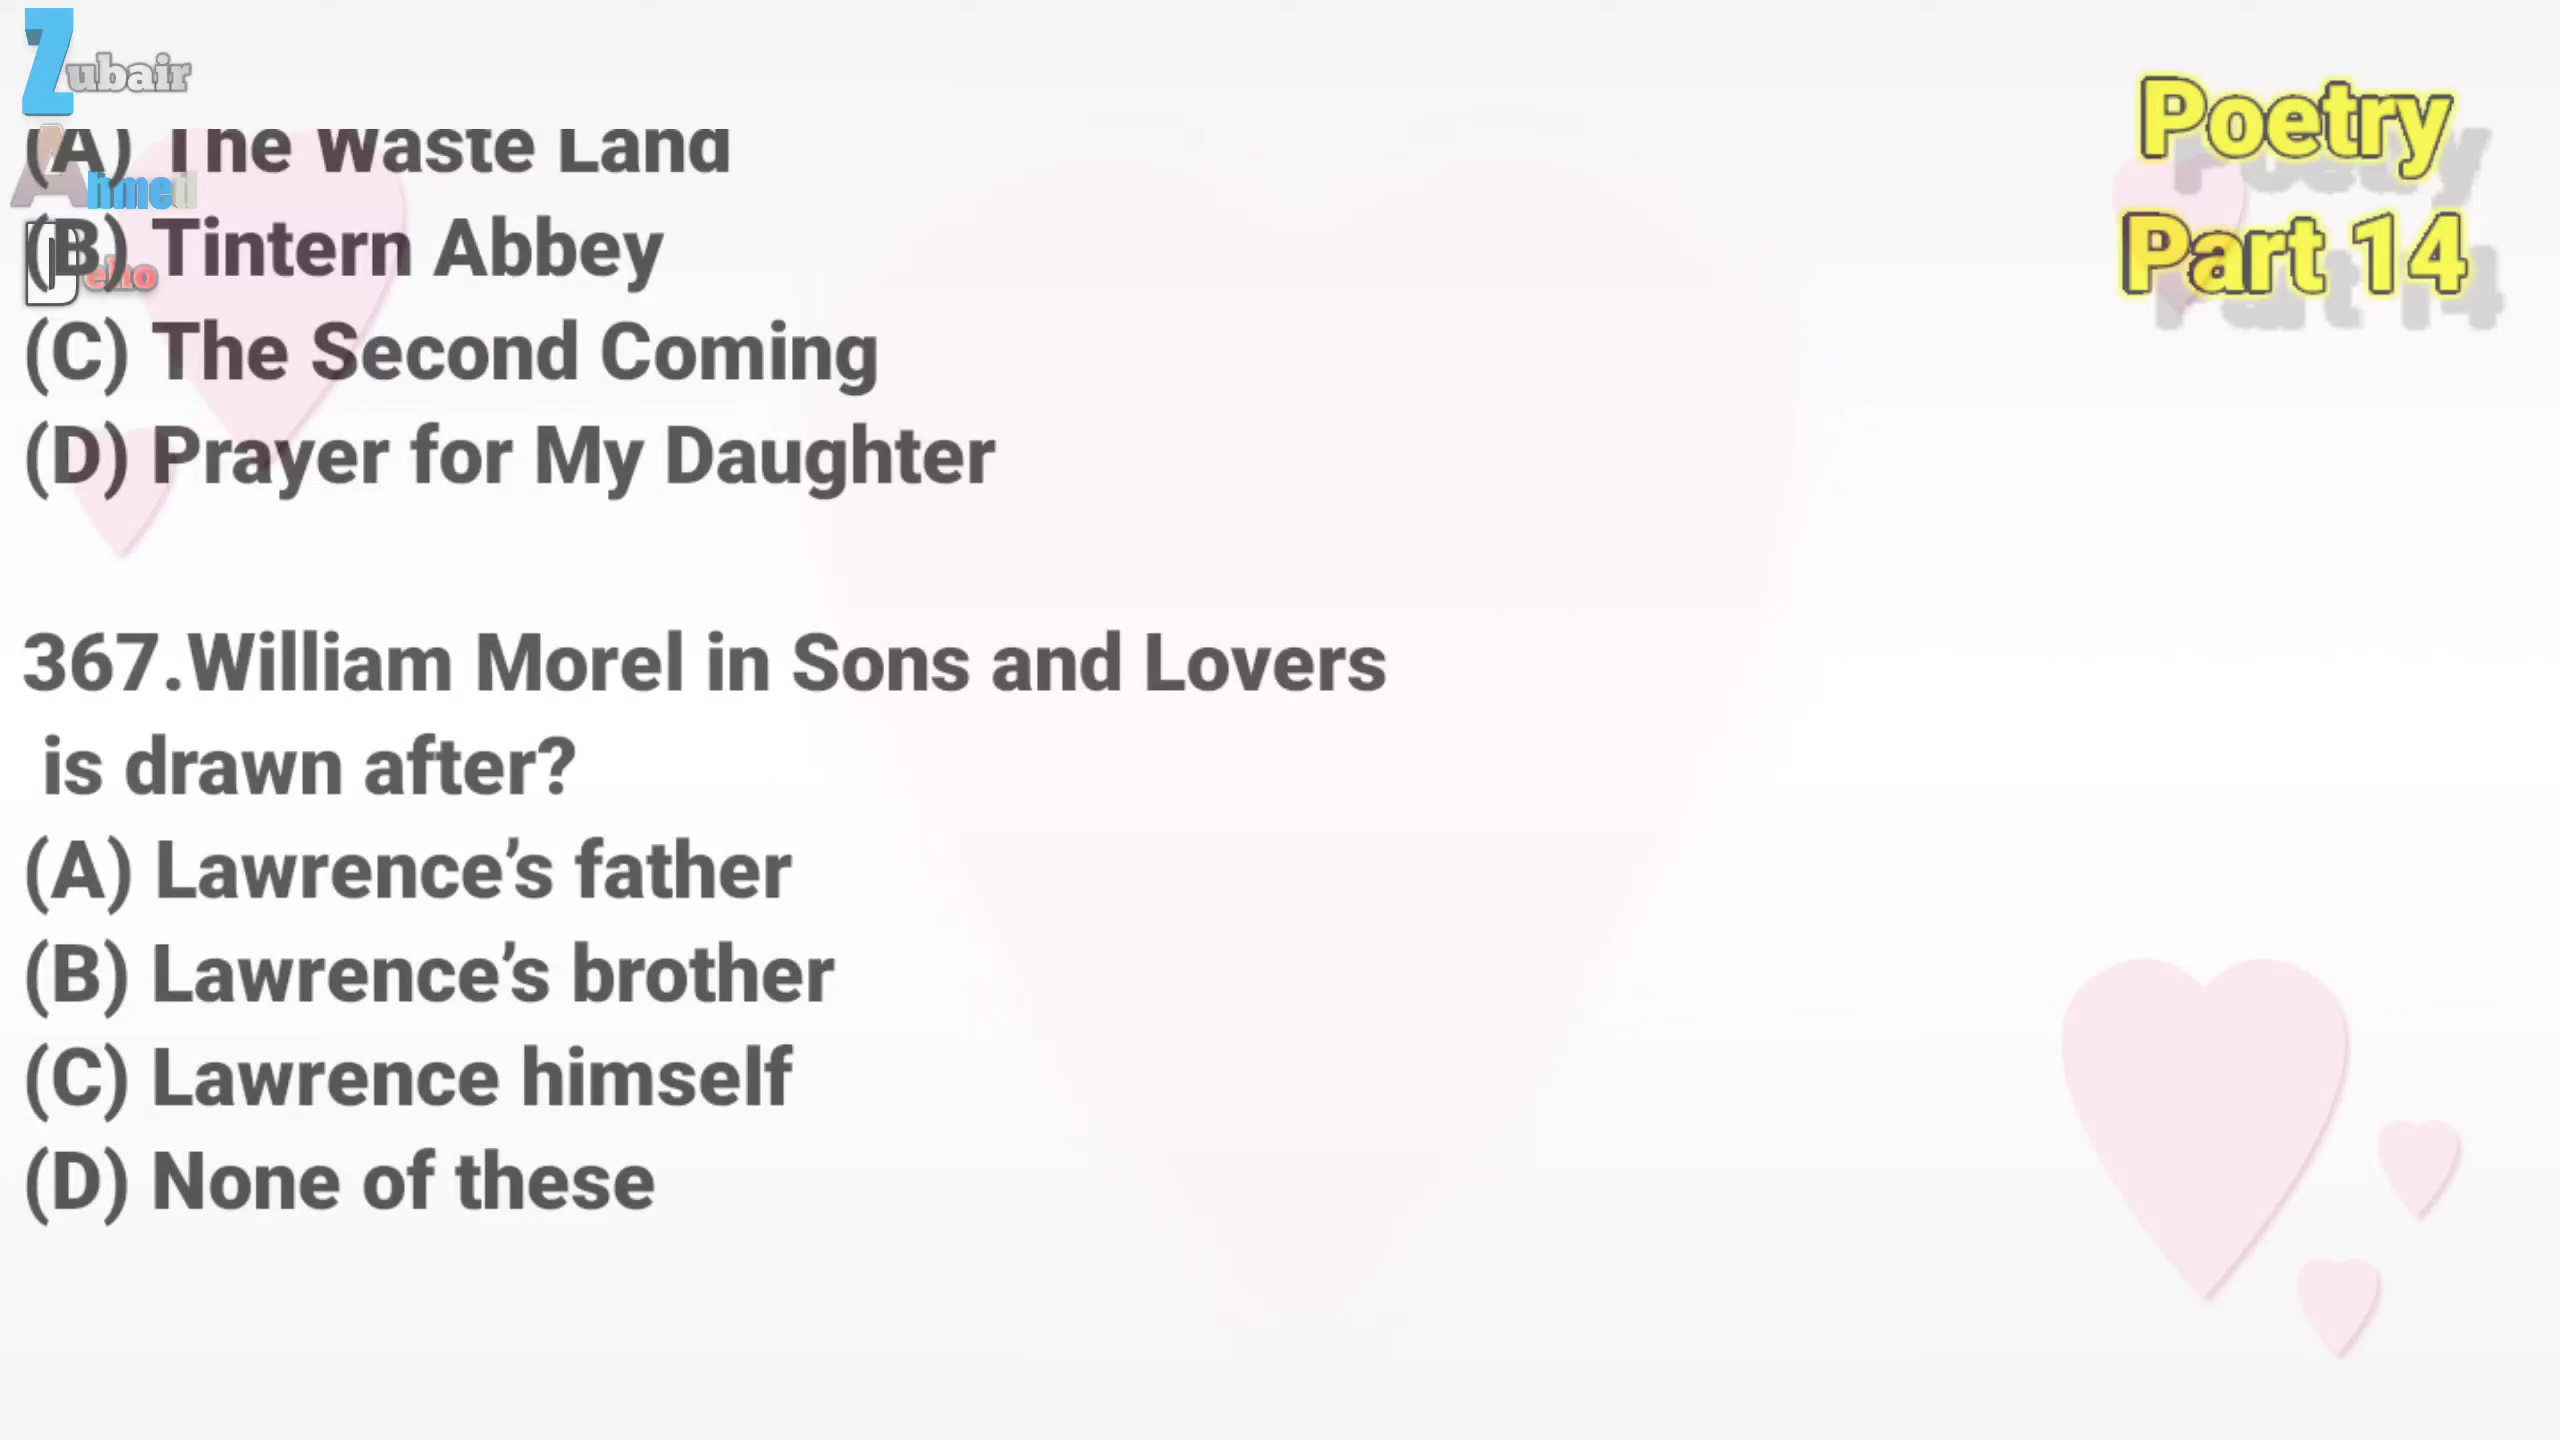 Zubair
Ahmed
Poetry
Part 14
(A) The Waste Land
(B) Tintern Abbey
(C) The Second Coming
(D) Prayer for My Daughter
367.William Morel in Sons and Lovers
is drawn after?
(A) Lawrence’s father
(B) Lawrence’s brother
(C) Lawrence himself
(D) None of these